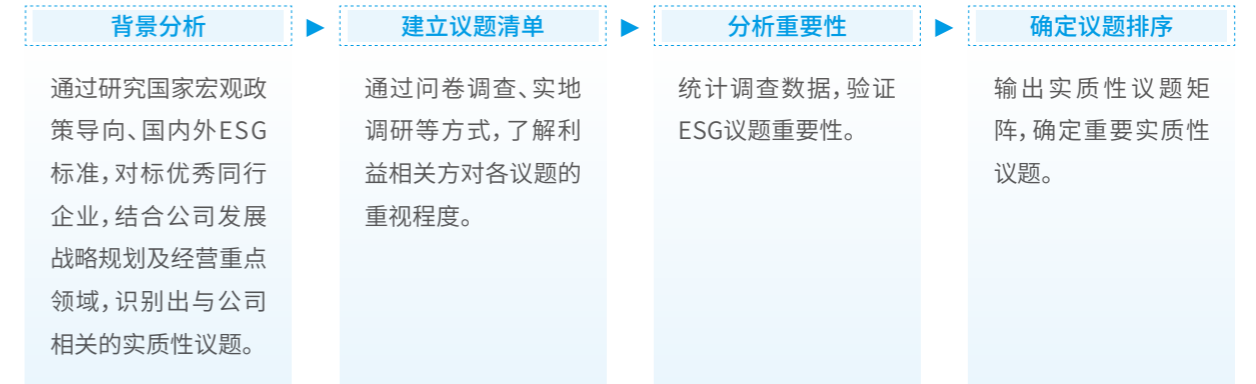 背景分析
通过研究国家宏观政
策导向、国内外ESG
标准，对标优秀同行
企业，结合公司发展
战略规划及经营重点
领域，识别出与公司
相关的实质性议题。
建立议题清单
通过问卷调查、实地
调研等方式，了解利
益相关方对各议题的
重视程度。
分析重要性
统计调查数据，验证
ESG议题重要性。
确定议题排序
输出实质性议题矩
阵，确定重要实质性
议题。